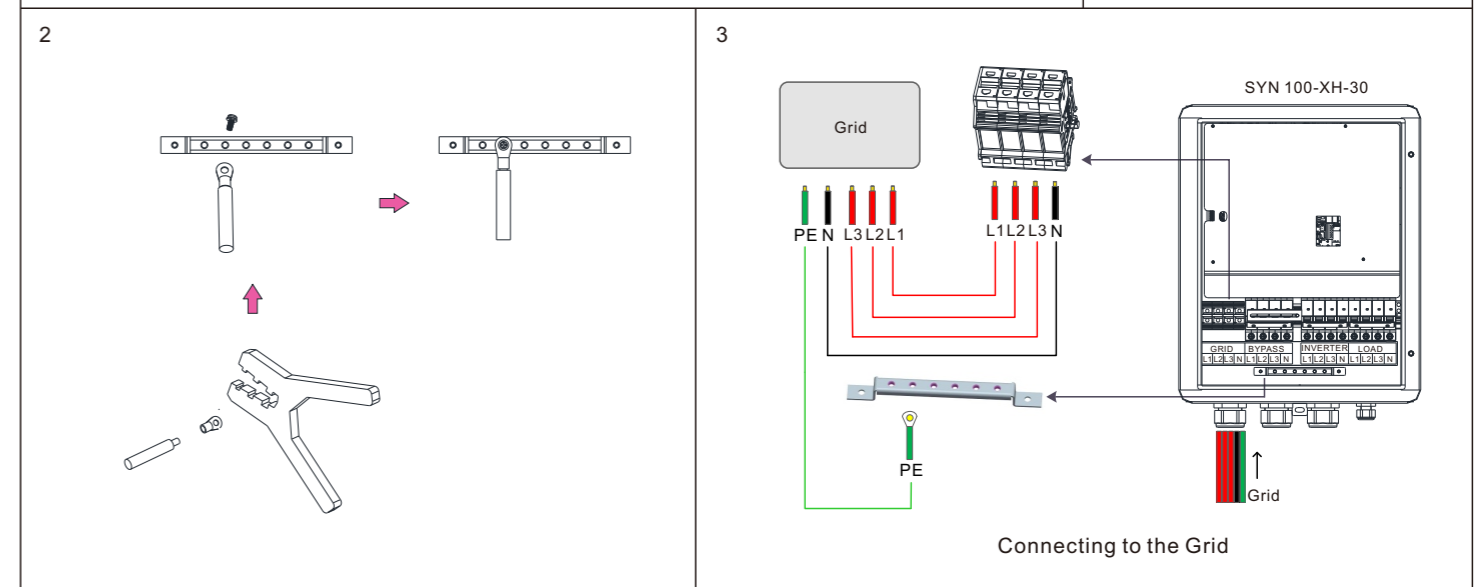 2
3
Grid
SYN 100-XH-30
PE N L3 L2 L1
L1 L2 L3 N
GRID BYPASS INVERTER LOAD
L1 L2 L3 N L1 L2 L3 N L1 L2 L3 N L1 L2 L3 N
PE
Grid
Connecting to the Grid